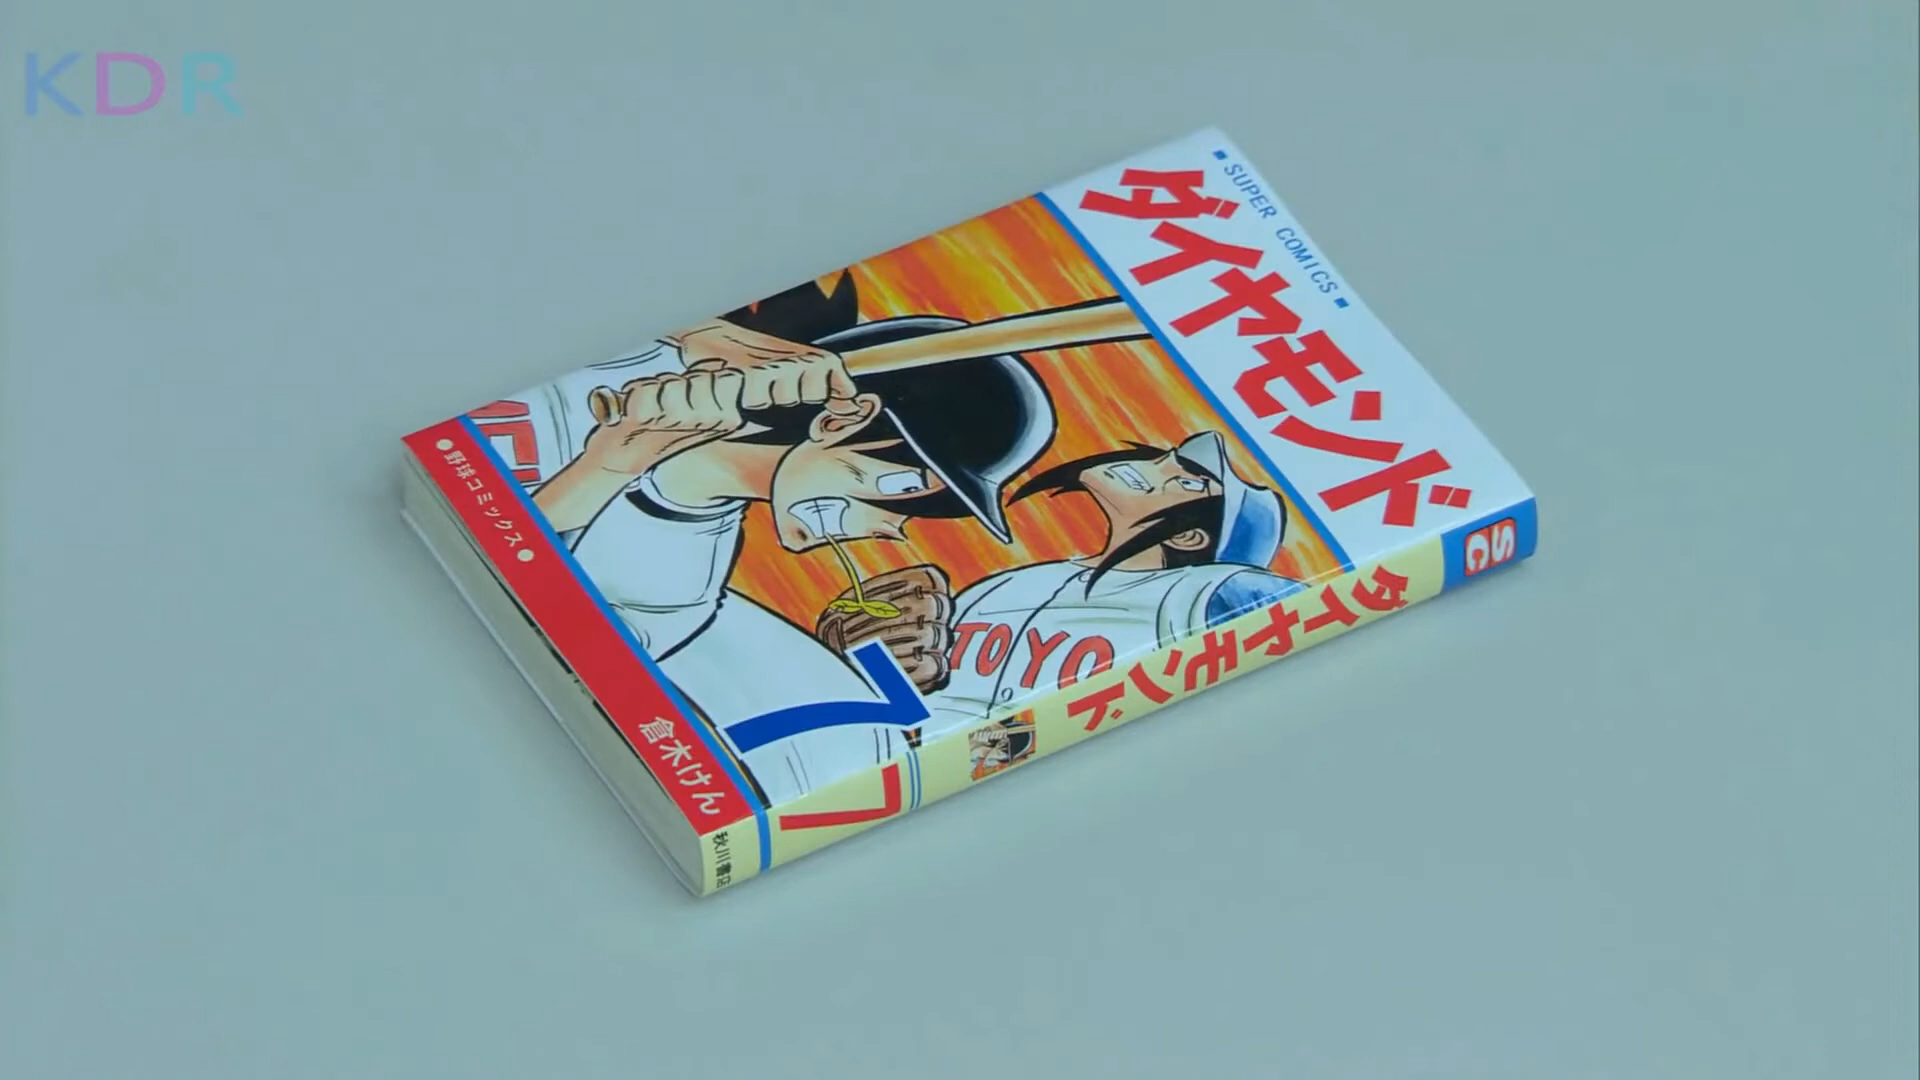 KDR
■SUPER COMICS■
ダイヤモンド
TOYO
7
●野球コミックス●
倉木けん
SC
ダイヤモンド
7
秋川書店